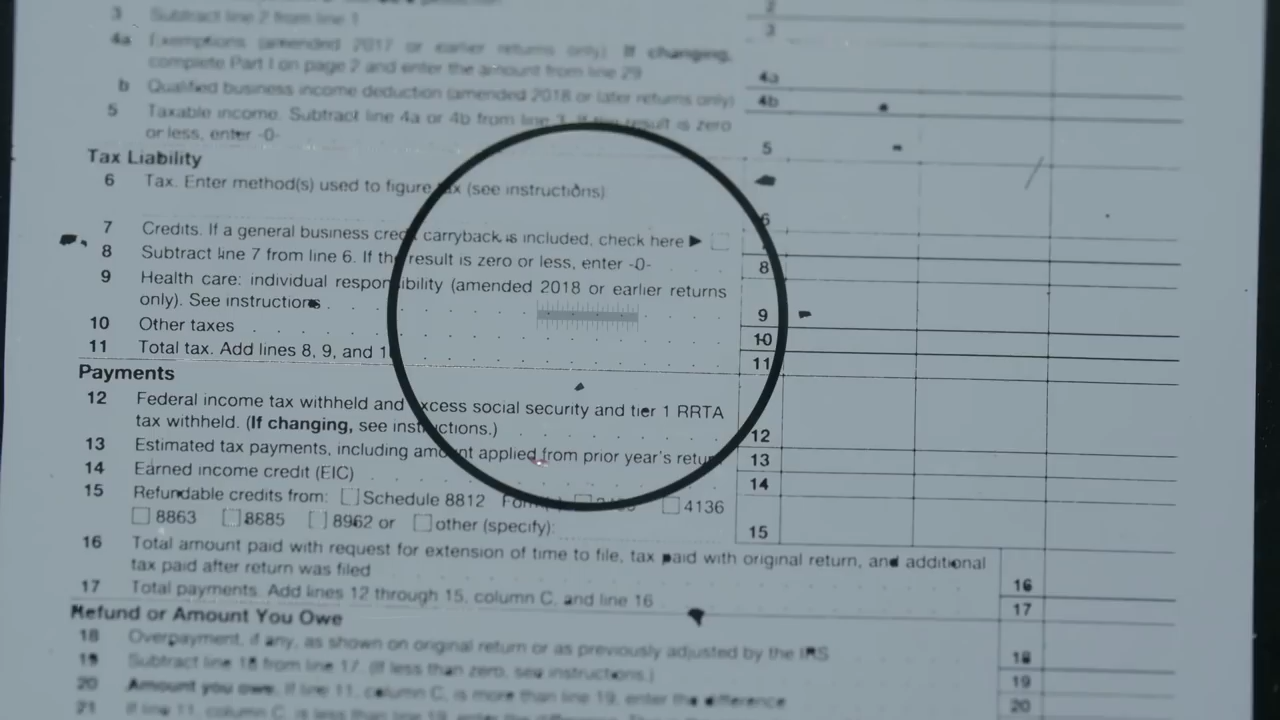 2
3 Subtract line 2 from line 1
3
4a Exemptions (amended 2017 or earlier returns only). If changing,
complete Part I on page 2 and enter the amount from line 29
4a
b Qualified business income deduction (amended 2018 or later returns only)
4b
5 Taxable income. Subtract line 4a or 4b from line 3. If the result is zero
or less, enter -0-
5
Tax Liability
6 Tax. Enter method(s) used to figure tax (see instructions)
6
7 Credits. If a general business credit carryback is included, check here ▶
8 Subtract line 7 from line 6. If the result is zero or less, enter -0-
8
9 Health care: individual responsibility (amended 2018 or earlier returns
only). See instructions
9
10 Other taxes
10
11 Total tax. Add lines 8, 9, and 10
11
Payments
12 Federal income tax withheld and excess social security and tier 1 RRTA
tax withheld. (If changing, see instructions.)
12
13 Estimated tax payments, including amount applied from prior year's return
13
14 Earned income credit (EIC)
14
15 Refundable credits from: Schedule 8812 Form(s) 4136
8863 8885 8962 or other (specify):
15
16 Total amount paid with request for extension of time to file, tax paid with original return, and additional
tax paid after return was filed
16
17 Total payments. Add lines 12 through 15, column C, and line 16
17
Refund or Amount You Owe
18 Overpayment, if any, as shown on original return or as previously adjusted by the IRS
18
19 Subtract line 18 from line 17. (If less than zero, see instructions.)
19
20 Amount you owe. If line 11, column C, is more than line 19, enter the difference
20
21 If line 11, column C, is less than line 19, enter the difference.